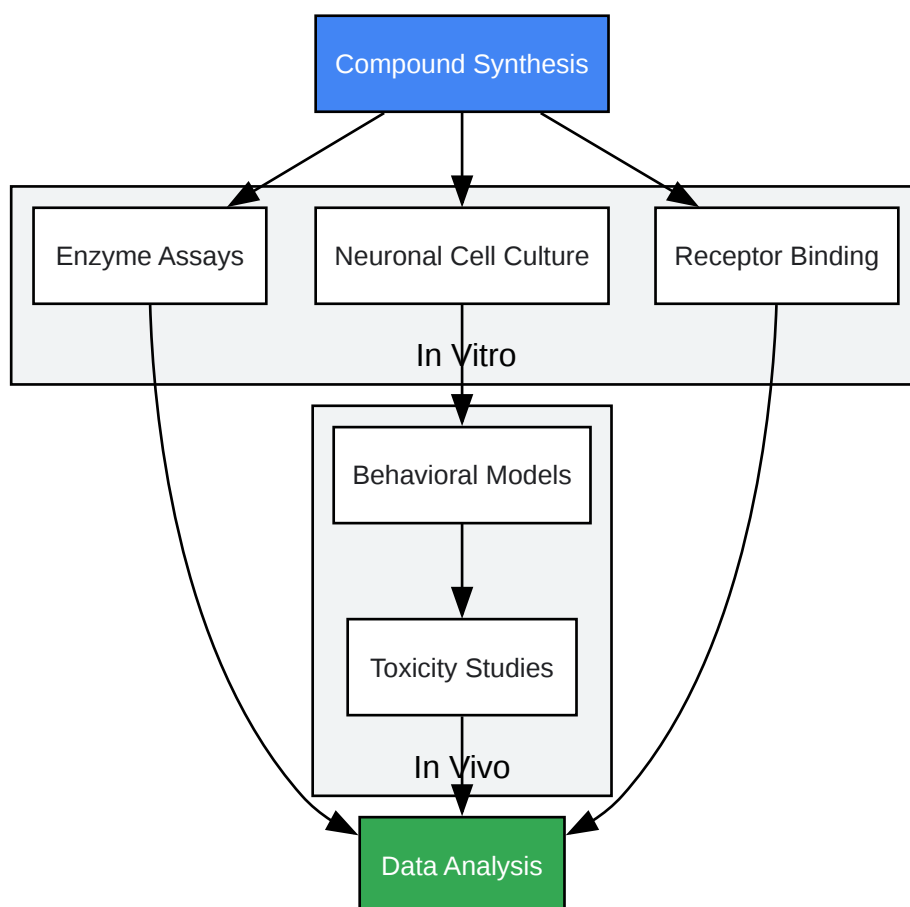 Compound Synthesis
Enzyme Assays
Neuronal Cell Culture
Receptor Binding
In Vitro
Behavioral Models
Toxicity Studies
In Vivo
Data Analysis